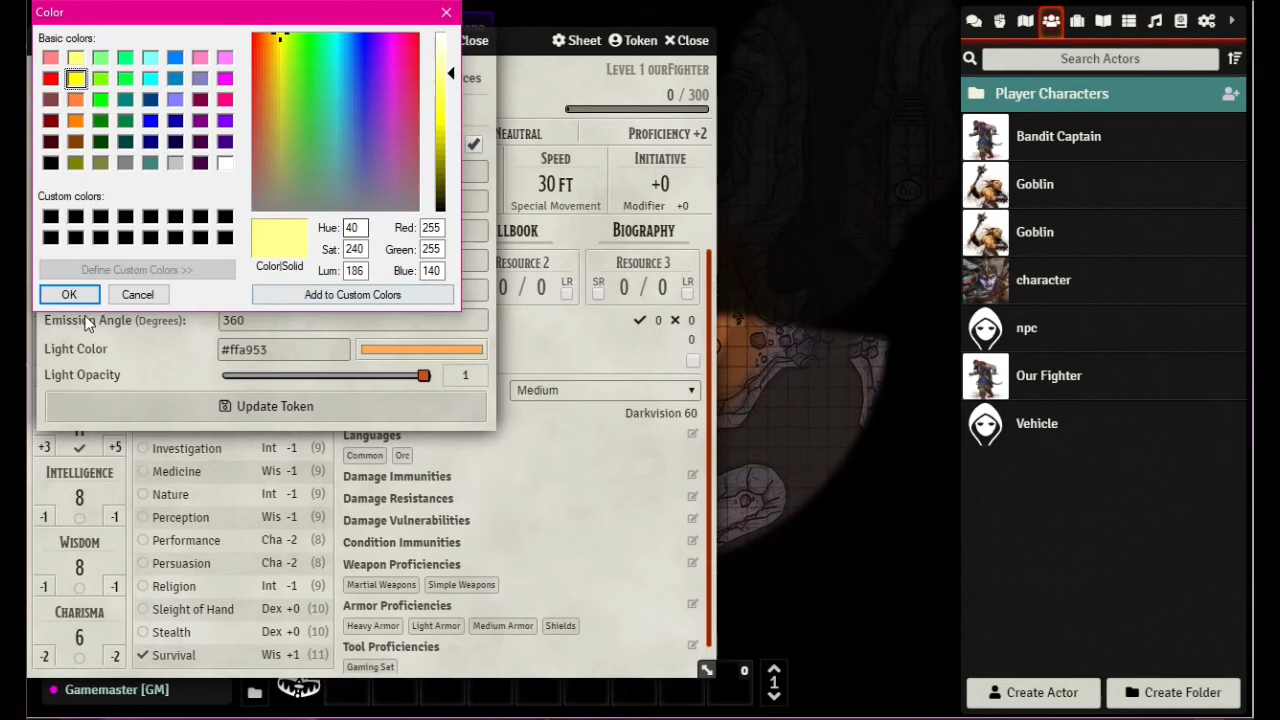 Color
Basic colors:
Custom colors:
Define Custom Colors >>
OK
Cancel
Color|Solid
Hue: 40
Sat: 240
Lum: 186
Red: 255
Green: 255
Blue: 140
Add to Custom Colors
Close
Sheet
Token
Close
Level 1 ourFighter
0 / 300
Neutral
Proficiency +2
Speed
30 ft
Special Movement
Initiative
+0
Modifier +0
Biography
Resource 2
0 / 0
LR
Resource 3
SR
0 / 0
LR
0
0
0
Emission Angle (Degrees):
360
Light Color
#ffa953
Light Opacity
1
Update Token
Medium
Darkvision 60
+3
+5
Intelligence
8
-1
-1
Wisdom
8
-1
-1
Charisma
6
-2
-2
Investigation Int -1 (9)
Medicine Wis -1 (9)
Nature Int -1 (9)
Perception Wis -1 (9)
Performance Cha -2 (8)
Persuasion Cha -2 (8)
Religion Int -1 (9)
Sleight of Hand Dex +0 (10)
Stealth Dex +0 (10)
Survival Wis +1 (11)
Languages
Common Orc
Damage Immunities
Damage Resistances
Damage Vulnerabilities
Condition Immunities
Weapon Proficiencies
Martial Weapons Simple Weapons
Armor Proficiencies
Heavy Armor Light Armor Medium Armor Shields
Tool Proficiencies
Gaming Set
Gamemaster [GM]
0
1
Search Actors
Player Characters
Bandit Captain
Goblin
Goblin
character
npc
Our Fighter
Vehicle
Create Actor
Create Folder